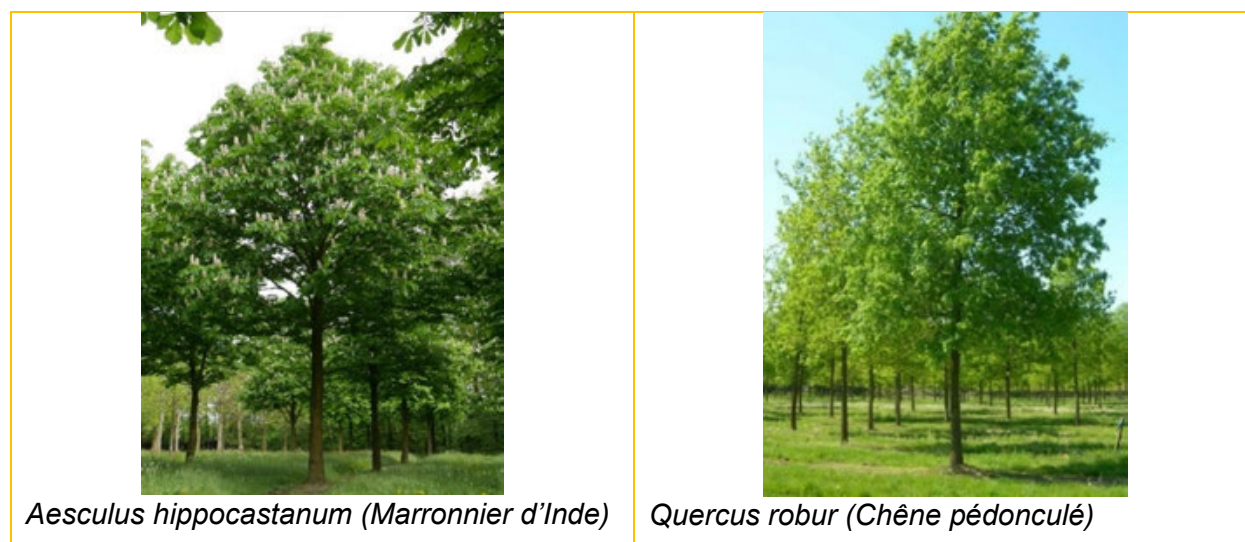 Aesculus hippocastanum (Marronnier d’Inde)
Quercus robur (Chêne pédonculé)